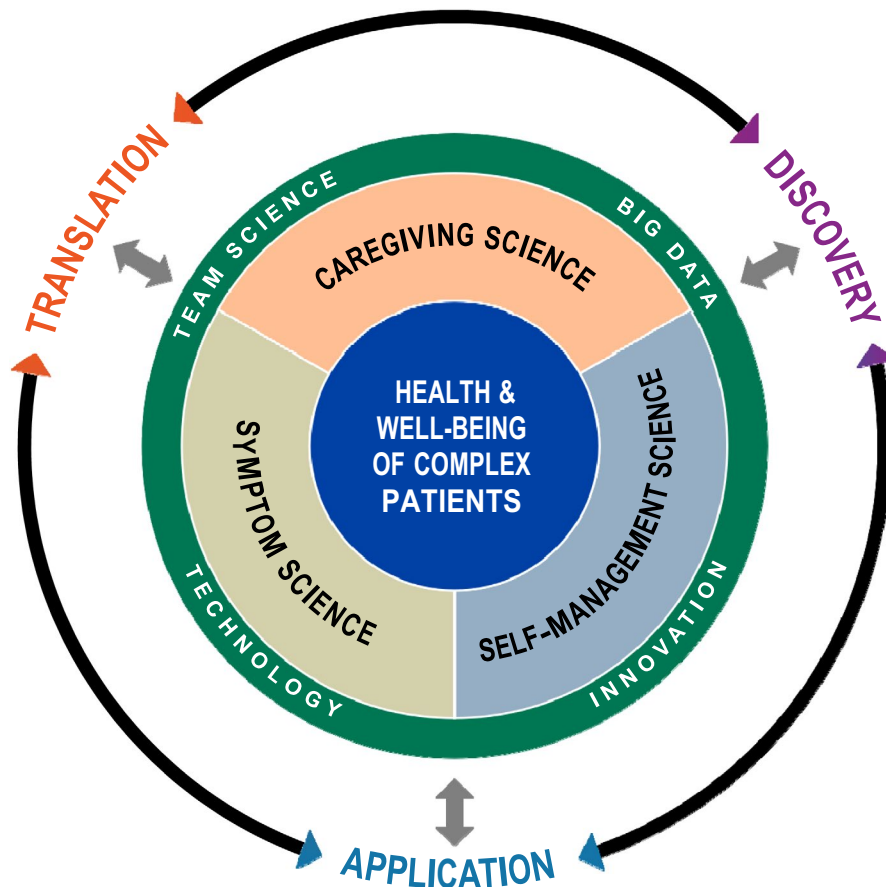 TRANSLATION
DISCOVERY
TEAM SCIENCE
BIG DATA
CAREGIVING SCIENCE
HEALTH &
WELL-BEING
OF COMPLEX
PATIENTS
SYMPTOM SCIENCE
SELF-MANAGEMENT SCIENCE
TECHNOLOGY
INNOVATION
APPLICATION